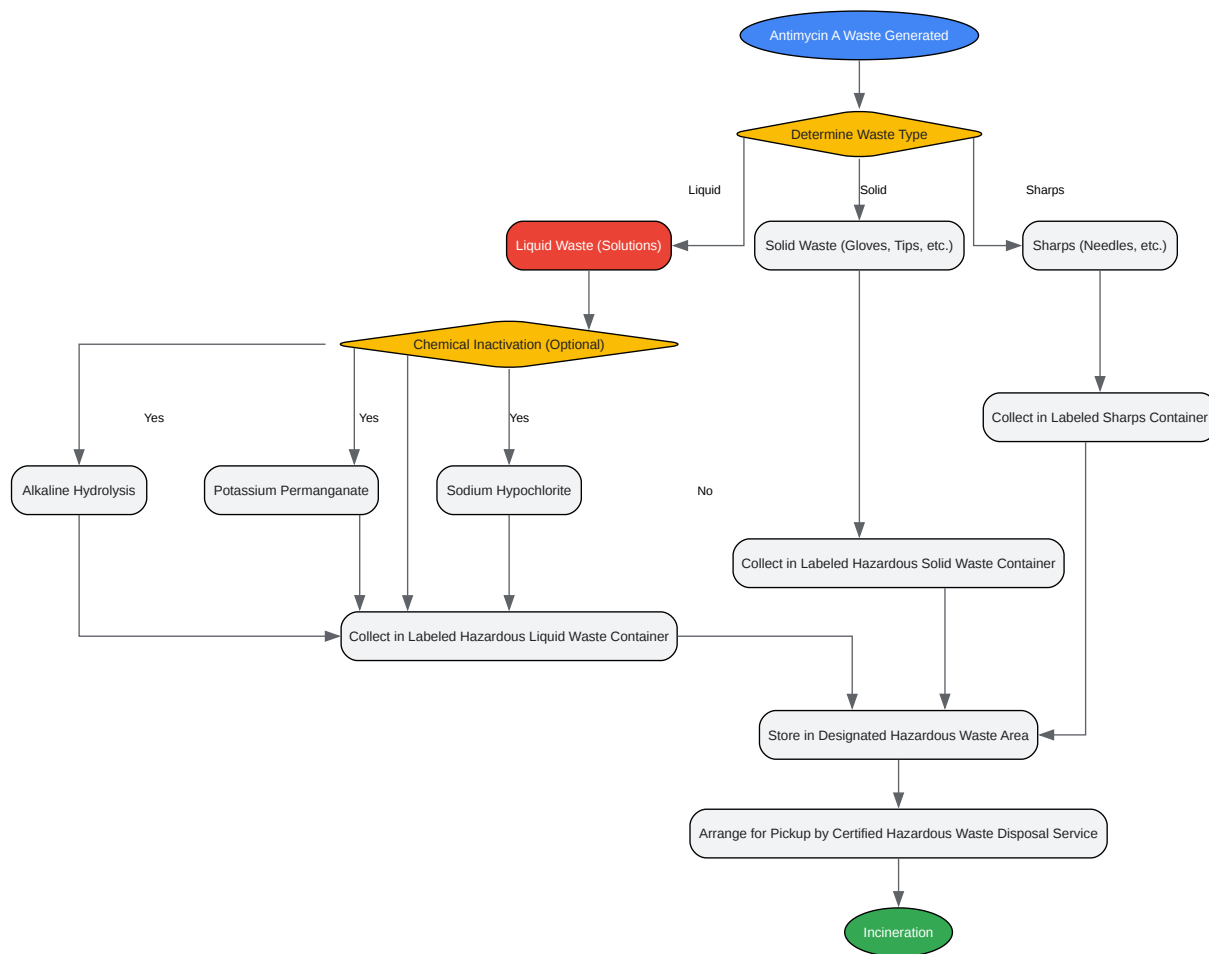 Antimycin A Waste Generated
Determine Waste Type
Liquid
Solid
Sharps
Liquid Waste (Solutions)
Solid Waste (Gloves, Tips, etc.)
Sharps (Needles, etc.)
Chemical Inactivation (Optional)
Yes
Yes
Yes
Collect in Labeled Sharps Container
Alkaline Hydrolysis
Potassium Permanganate
Sodium Hypochlorite
No
Collect in Labeled Hazardous Solid Waste Container
Collect in Labeled Hazardous Liquid Waste Container
Store in Designated Hazardous Waste Area
Arrange for Pickup by Certified Hazardous Waste Disposal Service
Incineration